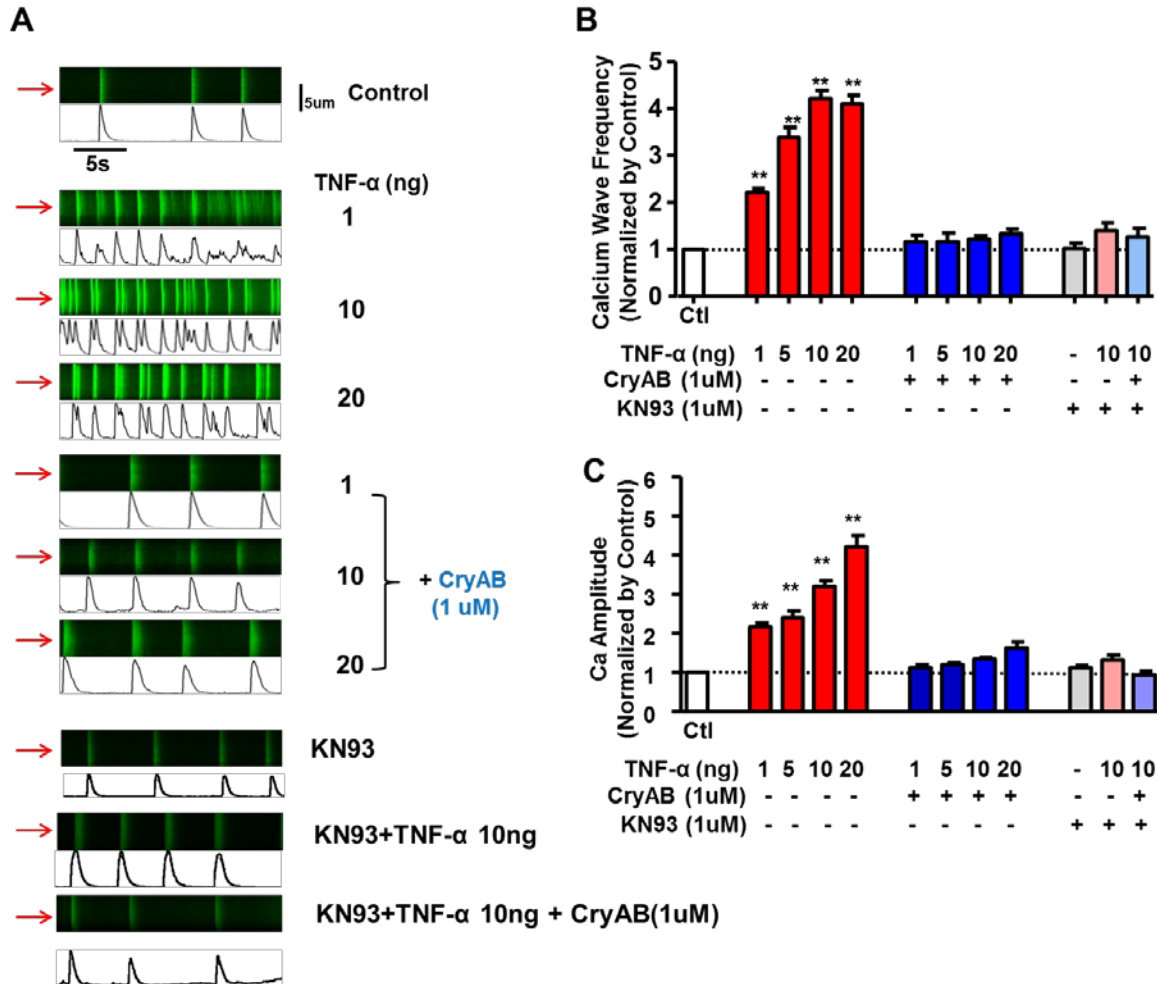 A
5um Control
5s
TNF-α (ng)
1
10
20
1
10
20
+ CryAB
(1 uM)
KN93
KN93+TNF-α 10ng
KN93+TNF-α 10ng + CryAB(1uM)
B
Calcium Wave Frequency
(Normalized by Control)
5
4
3
2
1
0
** ** ** **
Ctl
TNF-α (ng) 1 5 10 20 1 5 10 20 - 10 10
CryAB (1uM) - - - - + + + + - - +
KN93 (1uM) - - - - - - - - + + +
C
Ca Amplitude
(Normalized by Control)
6
5
4
3
2
1
0
** ** ** **
Ctl
TNF-α (ng) 1 5 10 20 1 5 10 20 - 10 10
CryAB (1uM) - - - - + + + + - - +
KN93 (1uM) - - - - - - - - + + +